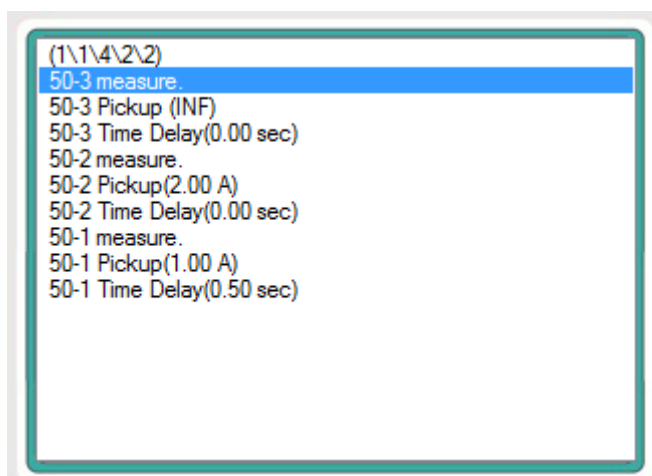 (1\1\4\2\2)
50-3 measure.
50-3 Pickup (INF)
50-3 Time Delay(0.00 sec)
50-2 measure.
50-2 Pickup(2.00 A)
50-2 Time Delay(0.00 sec)
50-1 measure.
50-1 Pickup(1.00 A)
50-1 Time Delay(0.50 sec)